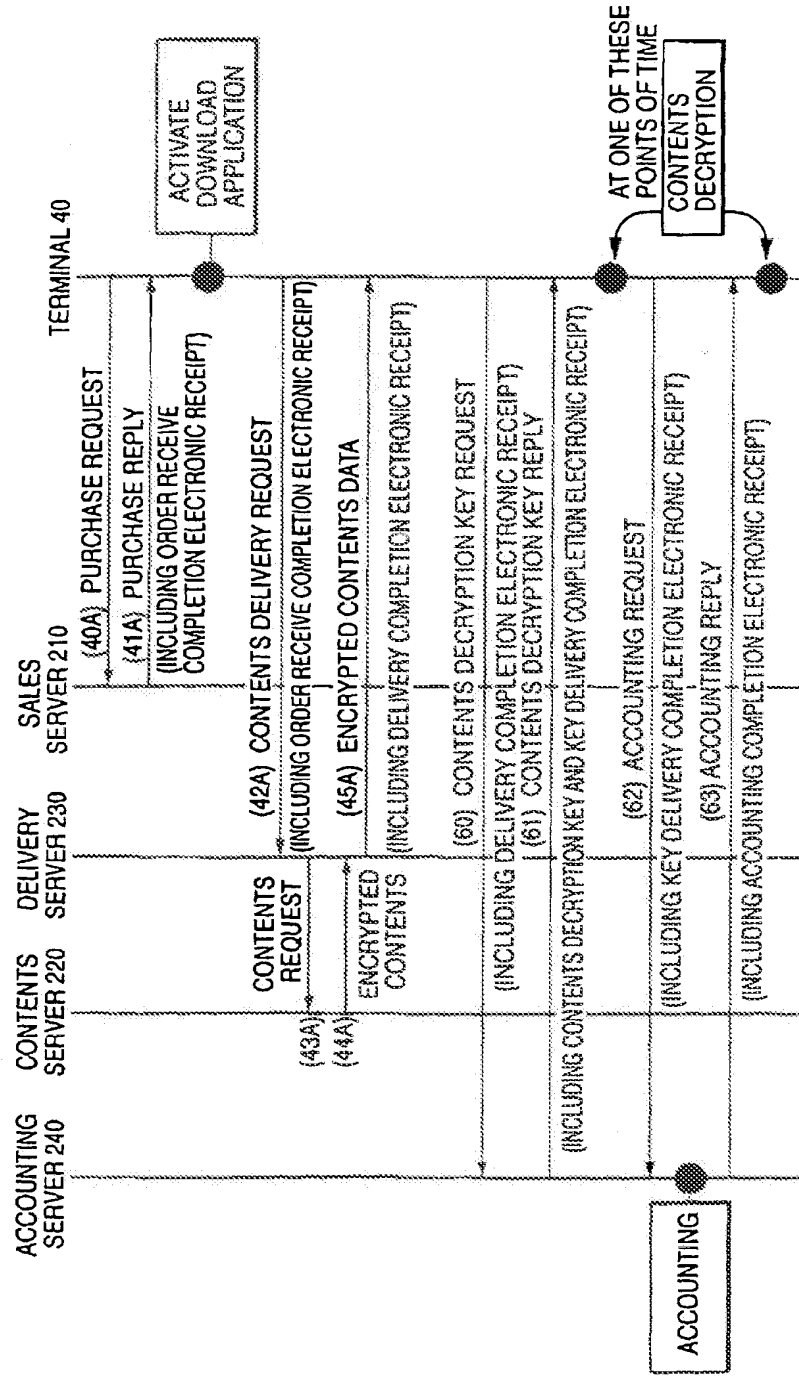 ACCOUNTING
SERVER 240
CONTENTS
SERVER 220
DELIVERY
SERVER 230
SALES
SERVER 210
TERMINAL 40
(40A) PURCHASE REQUEST
(41A) PURCHASE REPLY
(INCLUDING ORDER RECEIVE
COMPLETION ELECTRONIC RECEIPT)
ACTIVATE
DOWNLOAD
APPLICATION
(42A) CONTENTS DELIVERY REQUEST
(INCLUDING ORDER RECEIVE COMPLETION ELECTRONIC RECEIPT)
CONTENTS
REQUEST
(43A)
(44A)
ENCRYPTED
CONTENTS
(45A) ENCRYPTED CONTENTS DATA
(INCLUDING DELIVERY COMPLETION ELECTRONIC RECEIPT)
(60) CONTENTS DECRYPTION KEY REQUEST
(INCLUDING DELIVERY COMPLETION ELECTRONIC RECEIPT)
(61) CONTENTS DECRYPTION KEY REPLY
(INCLUDING CONTENTS DECRYPTION KEY AND KEY DELIVERY COMPLETION ELECTRONIC RECEIPT)
AT ONE OF THESE
POINTS OF TIME
CONTENTS
DECRYPTION
(62) ACCOUNTING REQUEST
(INCLUDING KEY DELIVERY COMPLETION ELECTRONIC RECEIPT)
ACCOUNTING
(63) ACCOUNTING REPLY
(INCLUDING ACCOUNTING COMPLETION ELECTRONIC RECEIPT)